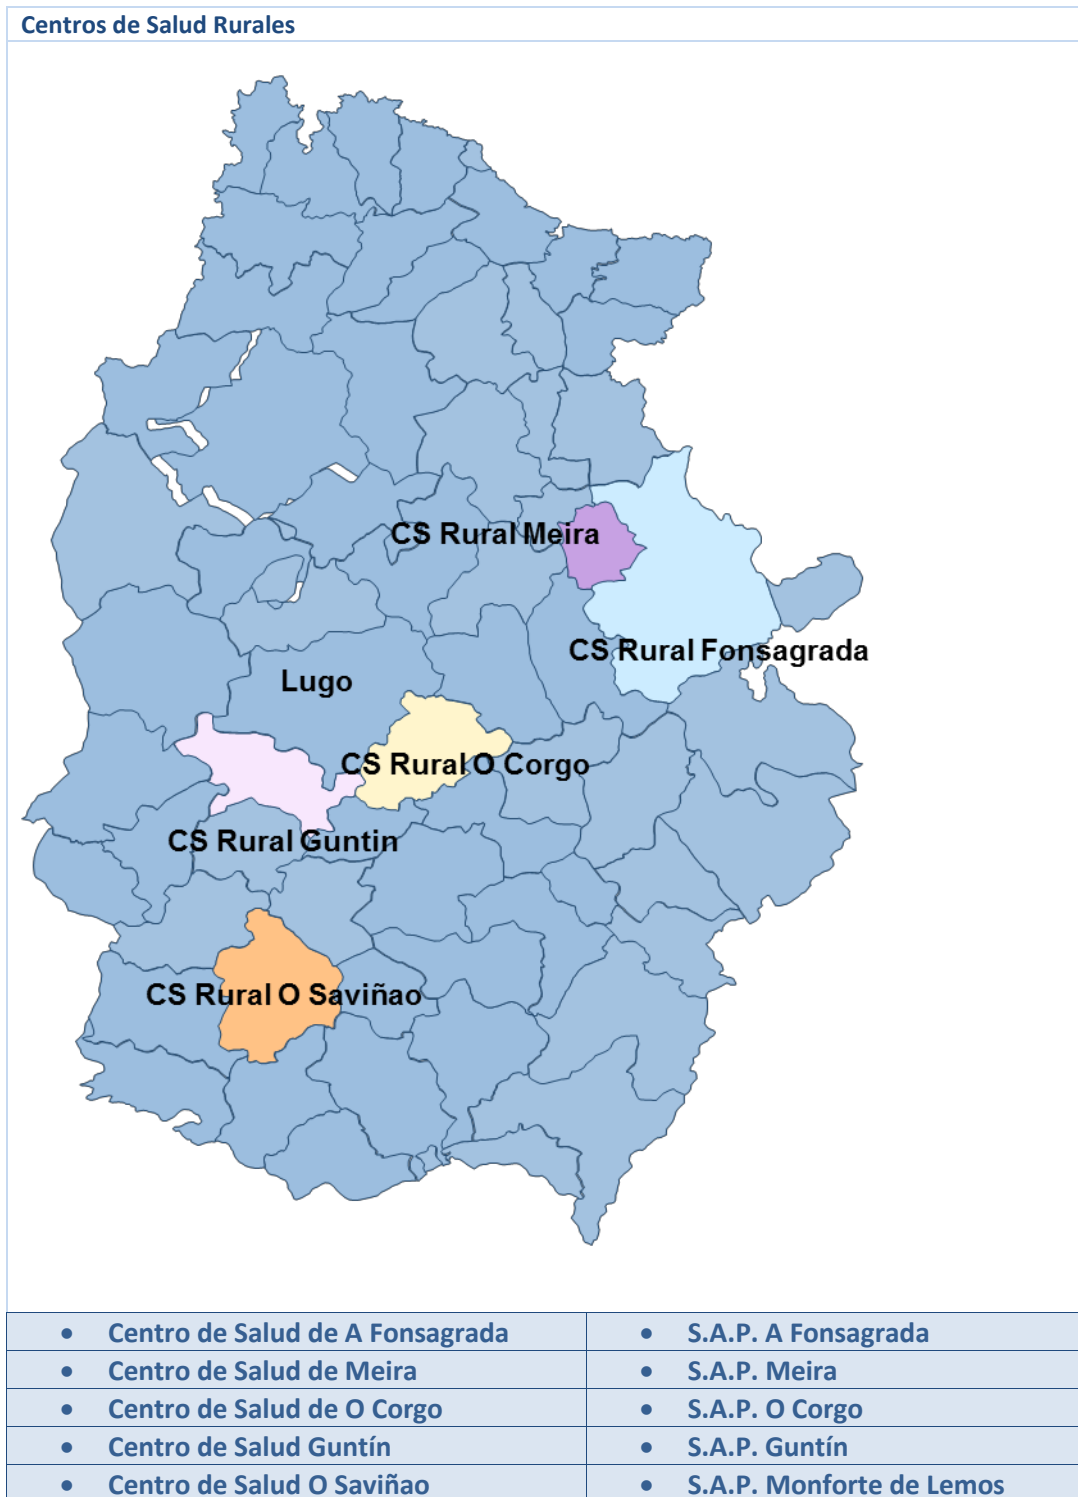 Centros de Salud Rurales
CS Rural Meira
CS Rural Fonsagrada
Lugo
CS Rural O Corgo
CS Rural Guntin
CS Rural O Saviñao
• Centro de Salud de A Fonsagrada • S.A.P. A Fonsagrada
• Centro de Salud de Meira • S.A.P. Meira
• Centro de Salud de O Corgo • S.A.P. O Corgo
• Centro de Salud Guntín • S.A.P. Guntín
• Centro de Salud O Saviñao • S.A.P. Monforte de Lemos